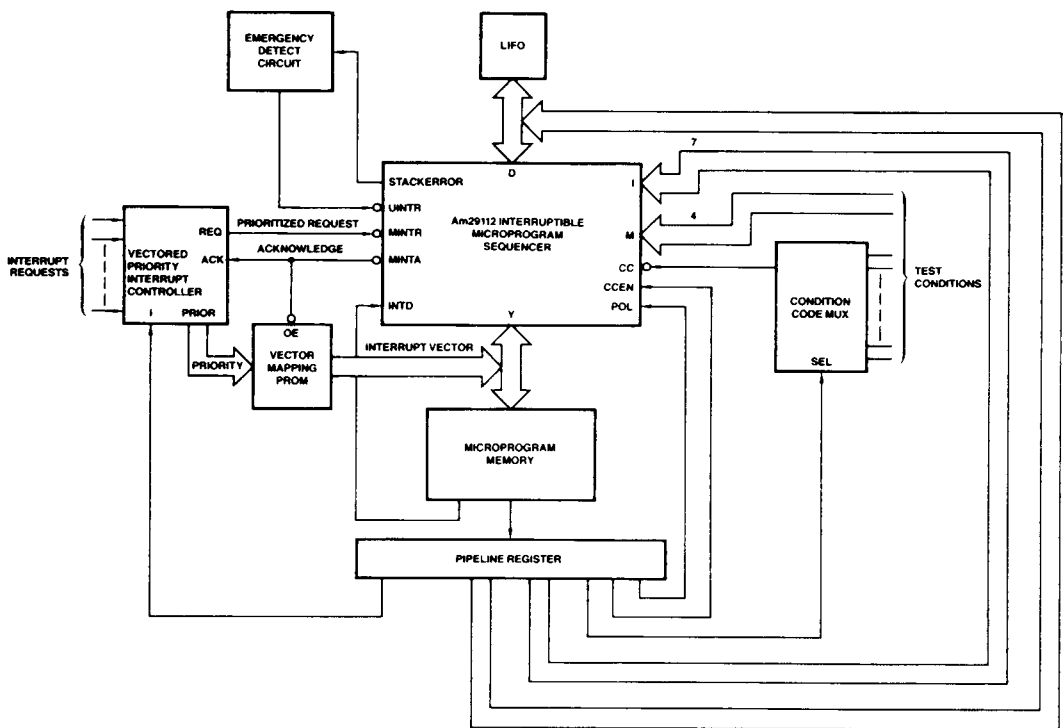 EMERGENCY
DETECT
CIRCUIT
LIFO
7
D
STACKERROR
I
UINTR
Am29112 INTERRUPTIBLE
MICROPROGRAM
SEQUENCER
4
M
INTERRUPT
REQUESTS
REQ
PRIORITIZED REQUEST
MINTR
VECTORED
PRIORITY
INTERRUPT
CONTROLLER
ACK
ACKNOWLEDGE
MINTA
CC
CCEN
POL
CONDITION
CODE MUX
SEL
TEST
CONDITIONS
I
PRIOR
INTD
Y
OE
PRIORITY
VECTOR
MAPPING
PROM
INTERRUPT VECTOR
MICROPROGRAM
MEMORY
PIPELINE REGISTER